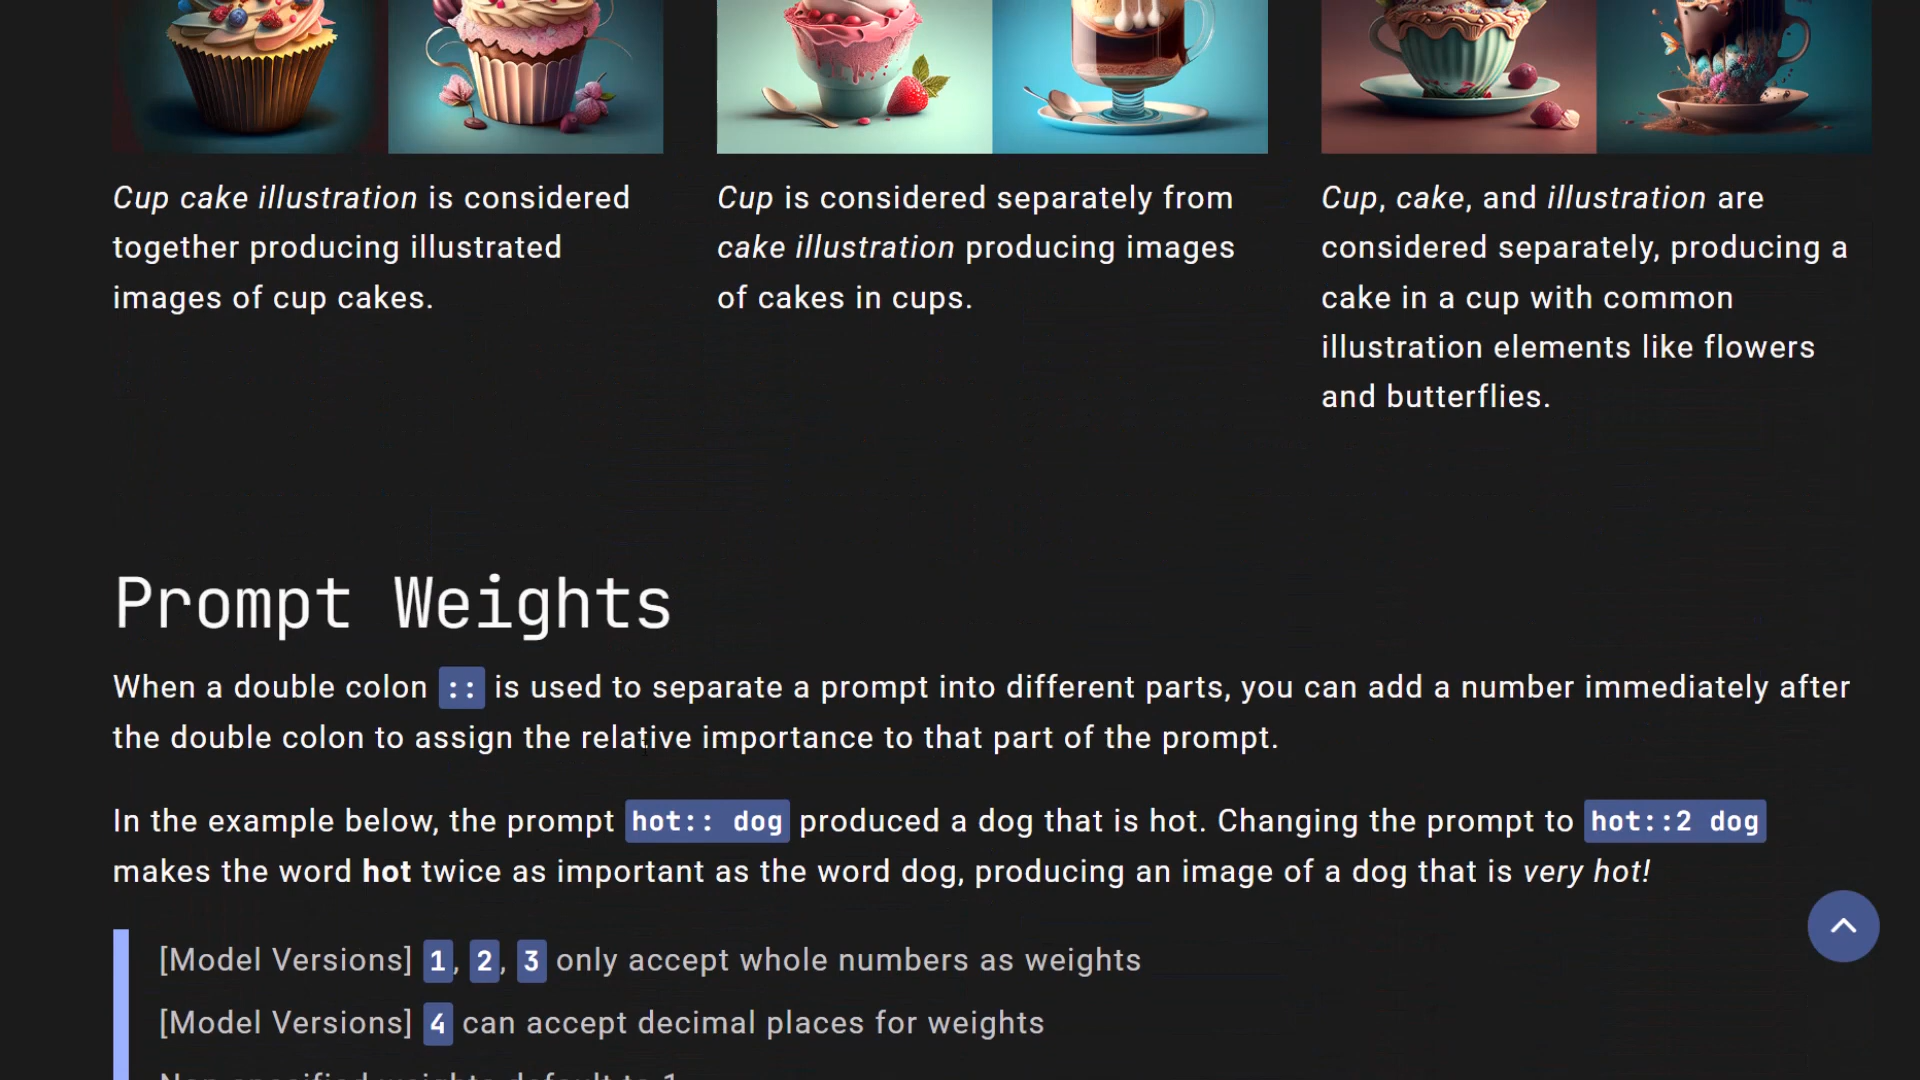 Cup cake illustration is considered
together producing illustrated
images of cup cakes.
Cup is considered separately from
cake illustration producing images
of cakes in cups.
Cup, cake, and illustration are
considered separately, producing a
cake in a cup with common
illustration elements like flowers
and butterflies.
Prompt Weights
When a double colon :: is used to separate a prompt into different parts, you can add a number immediately after
the double colon to assign the relative importance to that part of the prompt.
In the example below, the prompt hot:: dog produced a dog that is hot. Changing the prompt to hot::2 dog
makes the word hot twice as important as the word dog, producing an image of a dog that is very hot!
[Model Versions] 1, 2, 3 only accept whole numbers as weights
[Model Versions] 4 can accept decimal places for weights
Non-specified weights default to 1